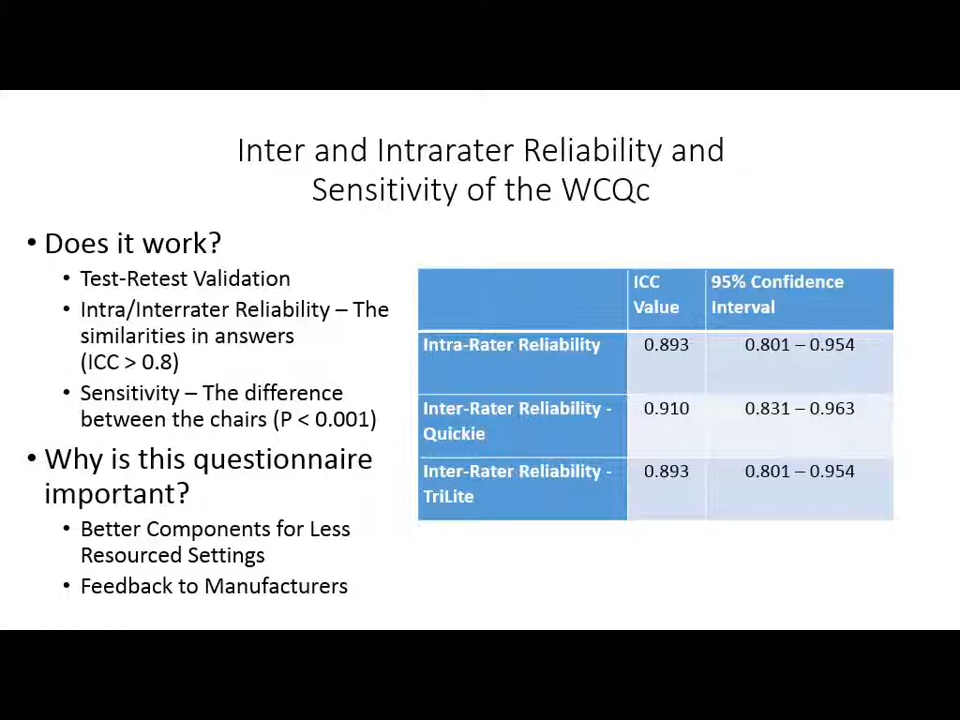 Inter and Intrarater Reliability and
Sensitivity of the WCQc
• Does it work?
• Test-Retest Validation
• Intra/Interrater Reliability – The
similarities in answers
(ICC > 0.8)
• Sensitivity – The difference
between the chairs (P < 0.001)
• Why is this questionnaire
important?
• Better Components for Less
Resourced Settings
• Feedback to Manufacturers
ICC
Value
95% Confidence
Interval
Intra-Rater Reliability 0.893 0.801 – 0.954
Inter-Rater Reliability - 0.910 0.831 – 0.963
Quickie
Inter-Rater Reliability - 0.893 0.801 – 0.954
TriLite